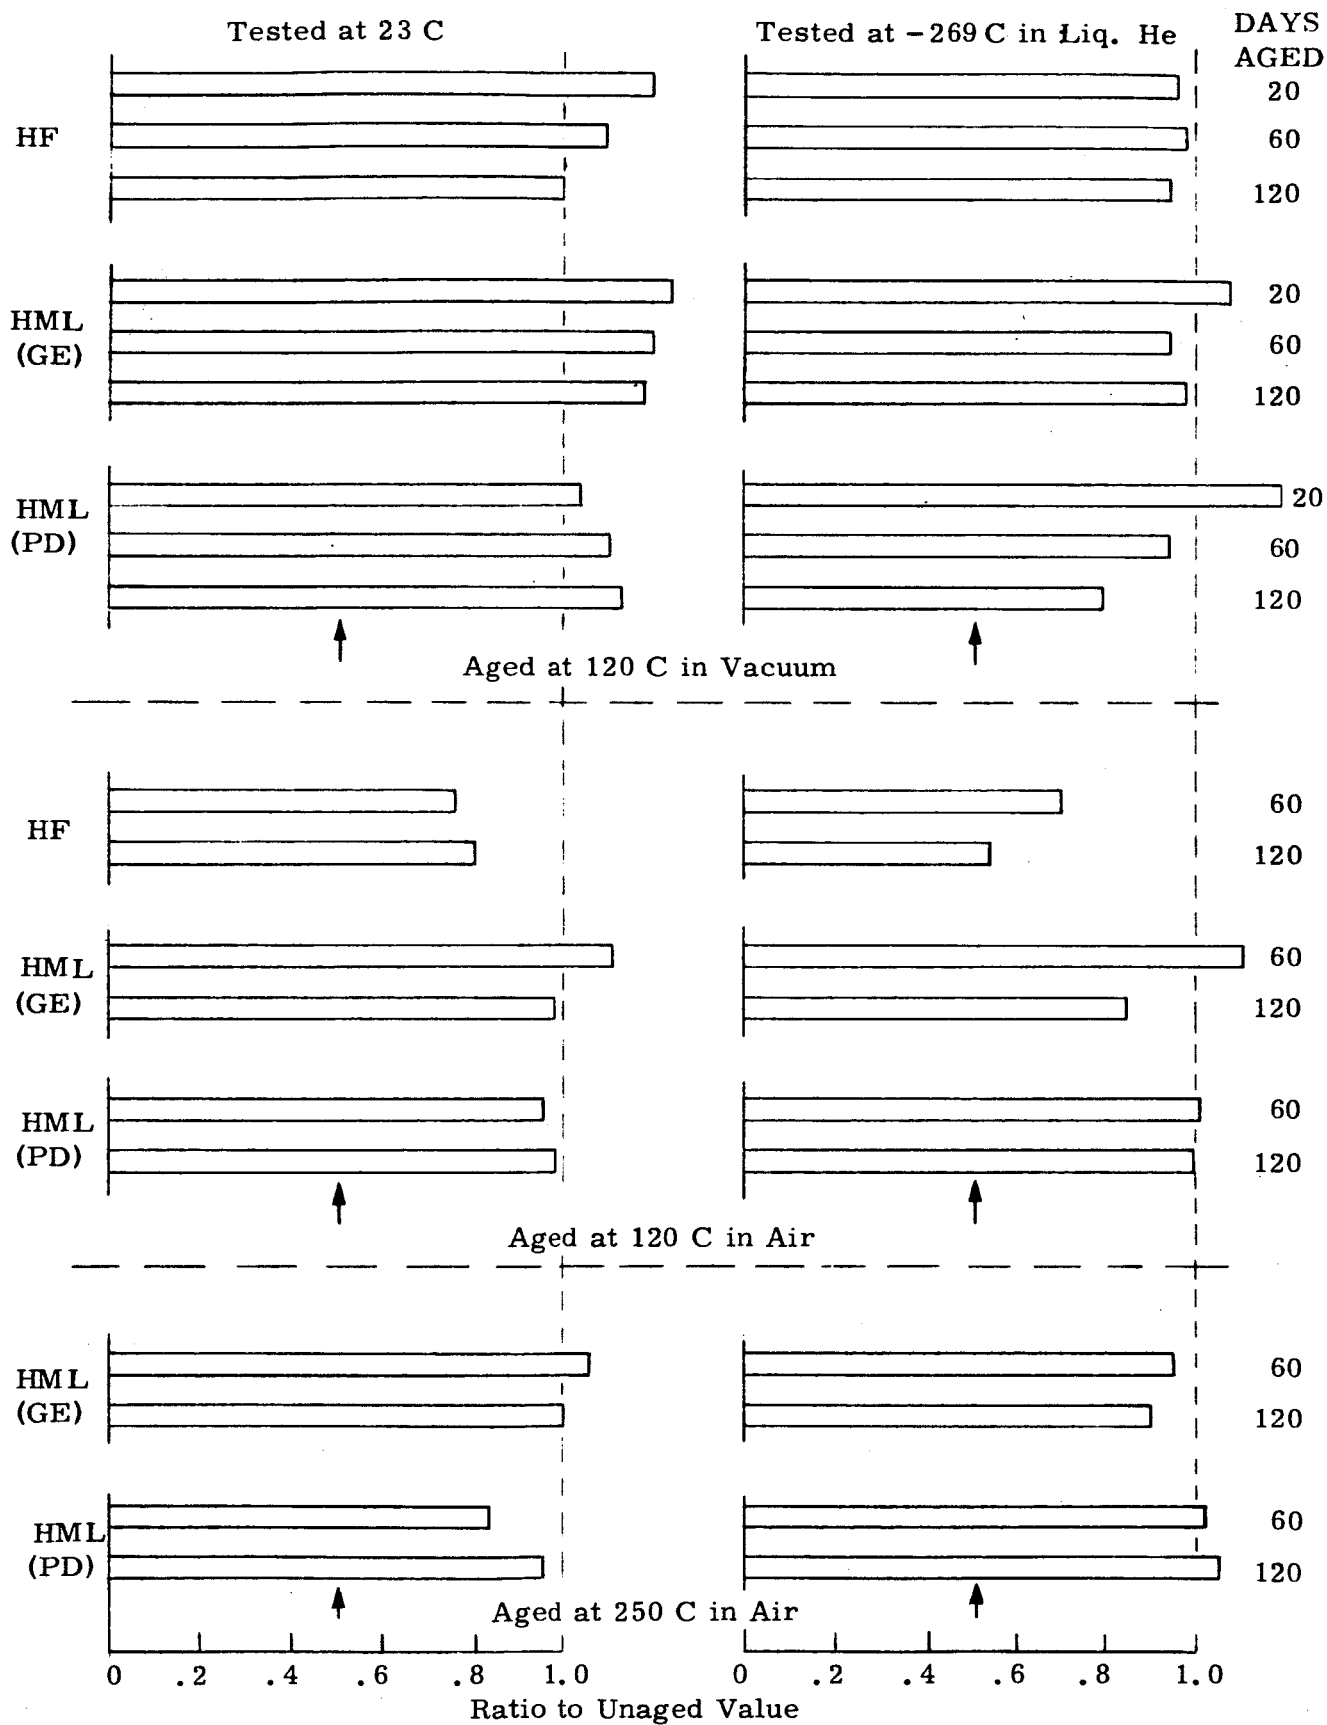 Tested at 23 C
Tested at -269 C in Liq. He
DAYS
AGED
20
HF
60
120
20
HML
(GE)
60
120
20
HML
(PD)
60
120
Aged at 120 C in Vacuum
60
HF
120
60
HML
(GE)
120
60
HML
(PD)
120
Aged at 120 C in Air
60
HML
(GE)
120
60
HML
(PD)
120
Aged at 250 C in Air
0 .2 .4 .6 .8 1.0
0 .2 .4 .6 .8 1.0
Ratio to Unaged Value